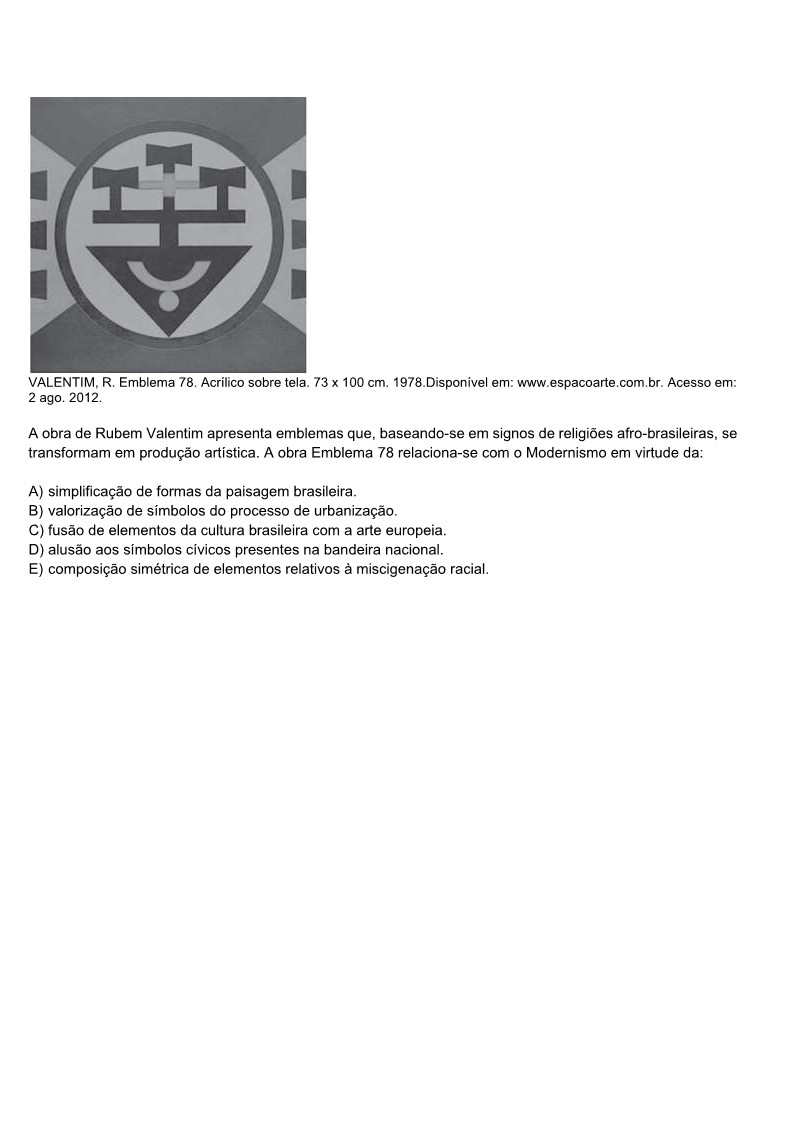 VALENTIM, R. Emblema 78. Acrílico sobre tela. 73 x 100 cm. 1978.Disponível em: www.espacoarte.com.br. Acesso em:
2 ago. 2012.
A obra de Rubem Valentim apresenta emblemas que, baseando-se em signos de religiões afro-brasileiras, se
transformam em produção artística. A obra Emblema 78 relaciona-se com o Modernismo em virtude da:
A) simplificação de formas da paisagem brasileira.
B) valorização de símbolos do processo de urbanização.
C) fusão de elementos da cultura brasileira com a arte europeia.
D) alusão aos símbolos cívicos presentes na bandeira nacional.
E) composição simétrica de elementos relativos à miscigenação racial.